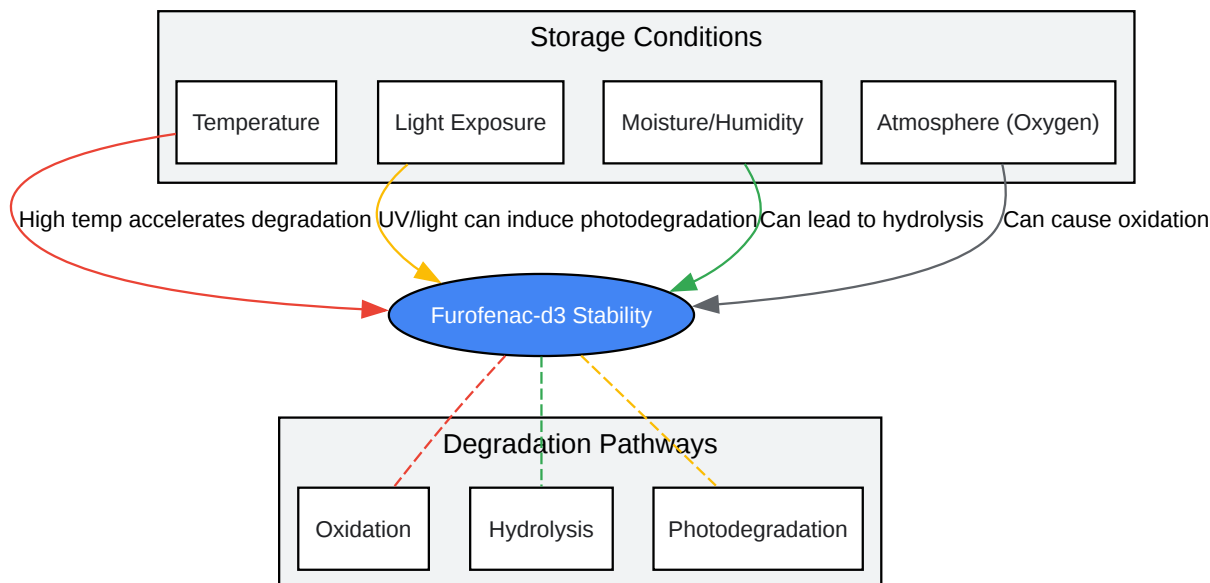 Storage Conditions
Temperature
Light Exposure
Moisture/Humidity
Atmosphere (Oxygen)
High temp accelerates degradation
UV/light can induce photodegradation
Can lead to hydrolysis
Can cause oxidation
Furofenac-d3 Stability
Degradation Pathways
Oxidation
Hydrolysis
Photodegradation